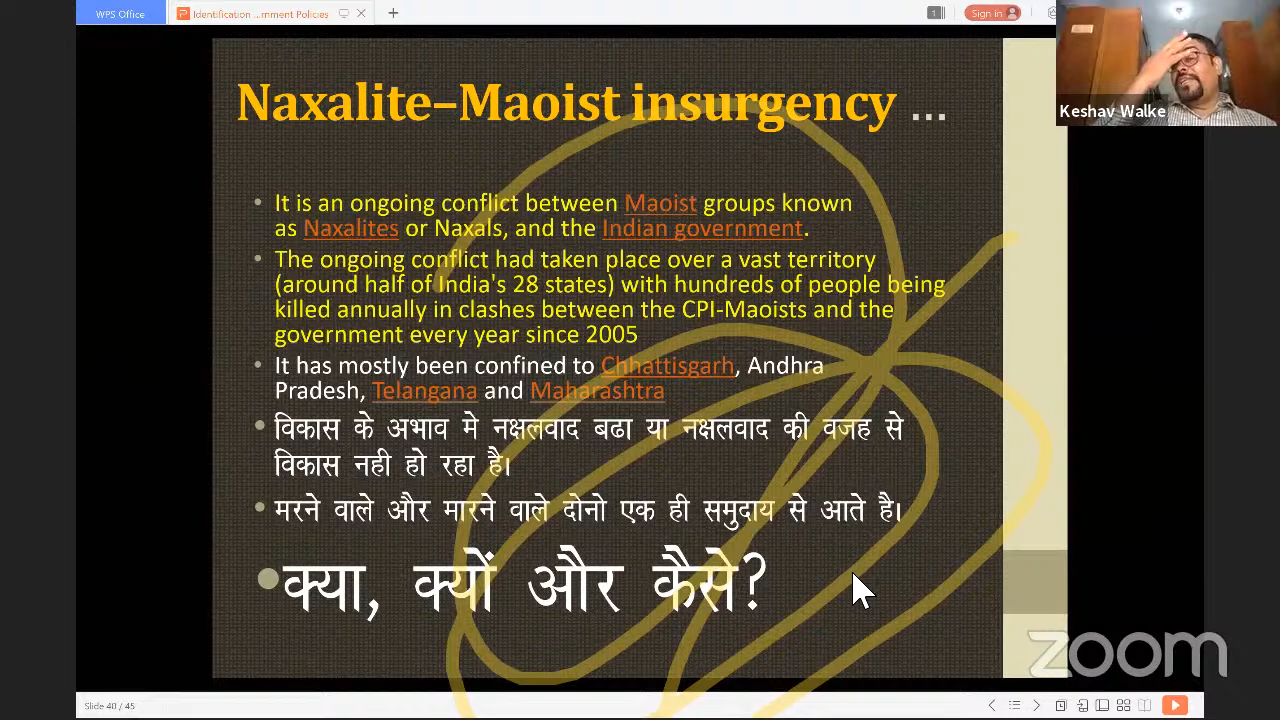 WPS Office
Identification ...rnment Policies
1
Sign in
Keshav Walke
Naxalite–Maoist insurgency ...
• It is an ongoing conflict between Maoist groups known
as Naxalites or Naxals, and the Indian government.
• The ongoing conflict had taken place over a vast territory
(around half of India's 28 states) with hundreds of people being
killed annually in clashes between the CPI-Maoists and the
government every year since 2005
• It has mostly been confined to Chhattisgarh, Andhra
Pradesh, Telangana and Maharashtra
• विकास के अभाव मे नक्षलवाद बढा या नक्षलवाद की वजह से
विकास नही हो रहा है।
• मरने वाले और मारने वाले दोनो एक ही समुदाय से आते है।
• क्या, क्यों और कैसे?
zoom
Slide 40 / 45